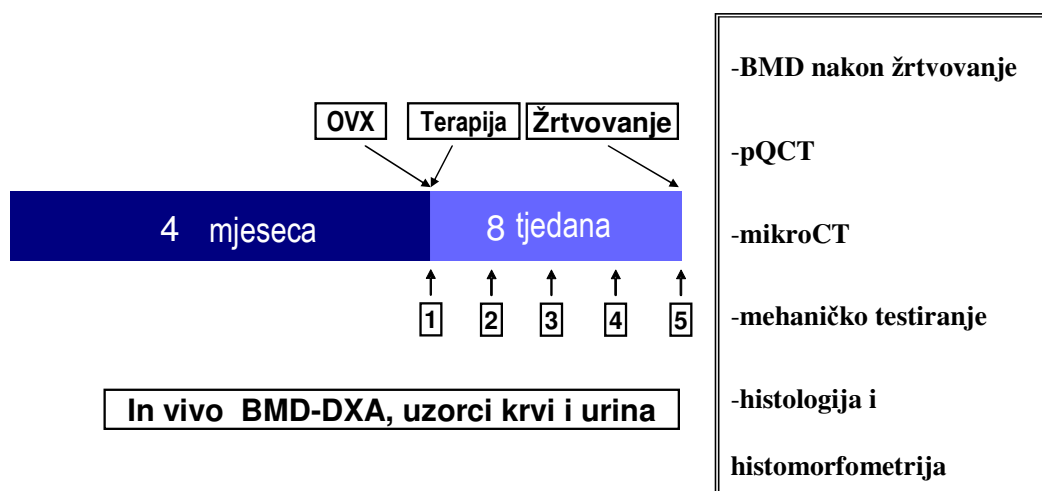 OVX
Terapija
Žrtvovanje
4 mjeseca
8 tjedana
1
2
3
4
5
In vivo BMD-DXA, uzorci krvi i urina
-BMD nakon žrtvovanje
-pQCT
-mikroCT
-mehaničko testiranje
-histologija i
histomorfometrija